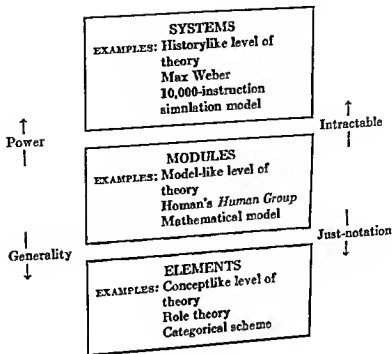 SYSTEMS
EXAMPLES: Historylike level of
theory
Max Weber
10,000-instruction
simnlation model
↑
Power
|
↑
Intractable
|
MODULES
EXAMPLES: Model-like level of
theory
Homan's Human Group
Mathematical model
|
Generality
↓
|
Just-notation
↓
ELEMENTS
EXAMPLES: Conceptlike level of
theory
Role theory
Categorical scheme